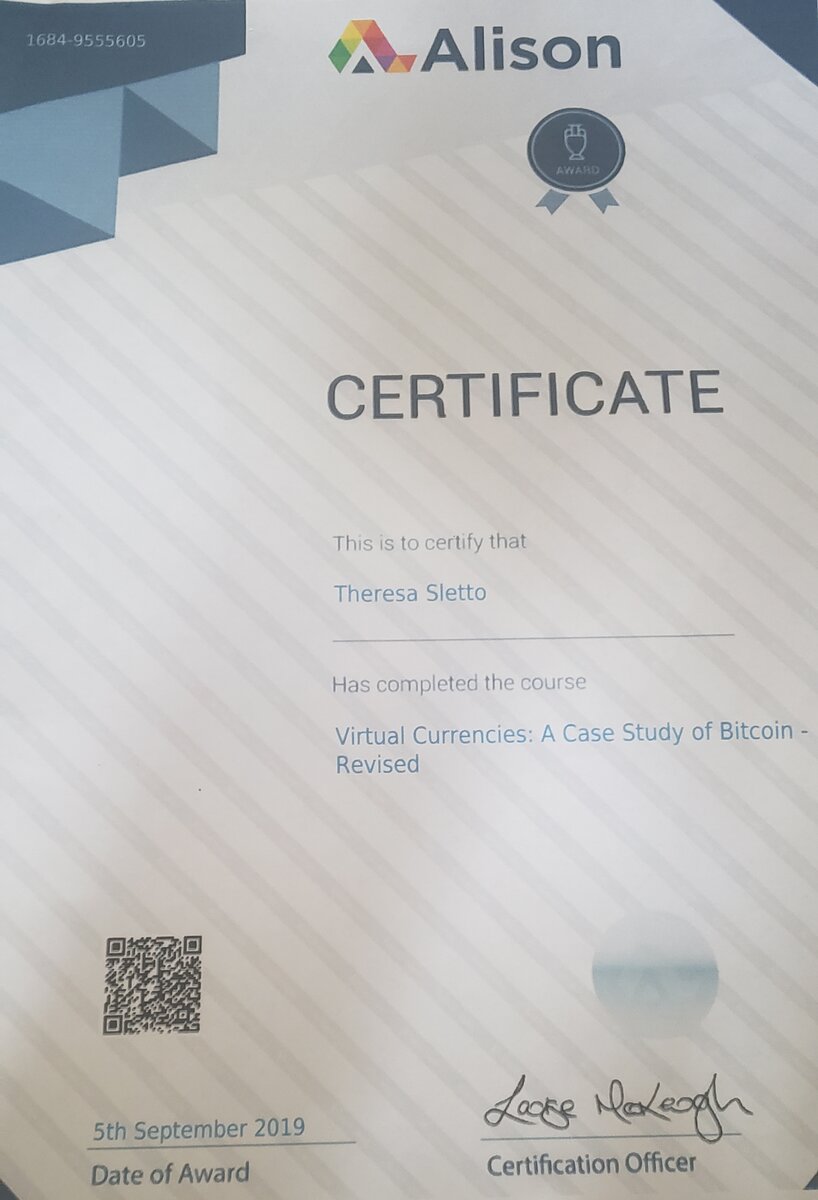 1684-9555605
Alison
AWARD
CERTIFICATE
This is to certify that
Theresa Sletto
Has completed the course
Virtual Currencies: A Case Study of Bitcoin -
Revised
5th September 2019
Date of Award
Certification Officer